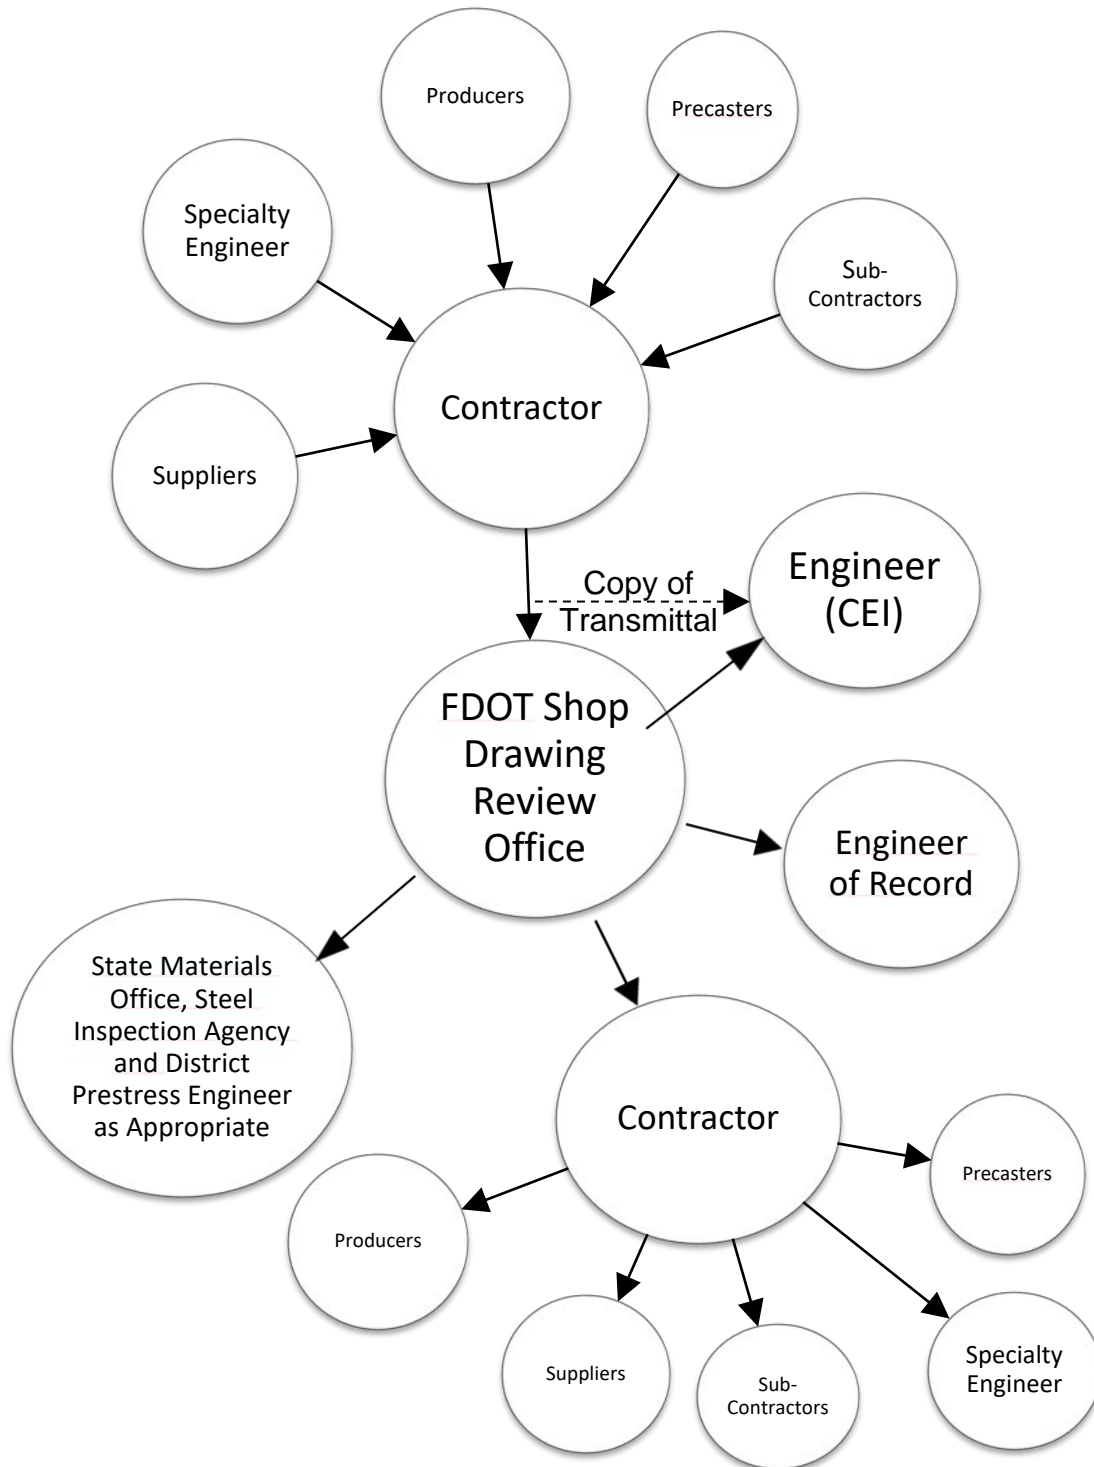 Producers
Precasters
Specialty
Engineer
Sub-
Contractors
Contractor
Suppliers
Engineer
(CEI)
Copy of
Transmittal
FDOT Shop
Drawing
Review
Office
Engineer
of Record
State Materials
Office, Steel
Inspection Agency
and District
Prestress Engineer
as Appropriate
Contractor
Precasters
Producers
Suppliers
Sub-
Contractors
Specialty
Engineer